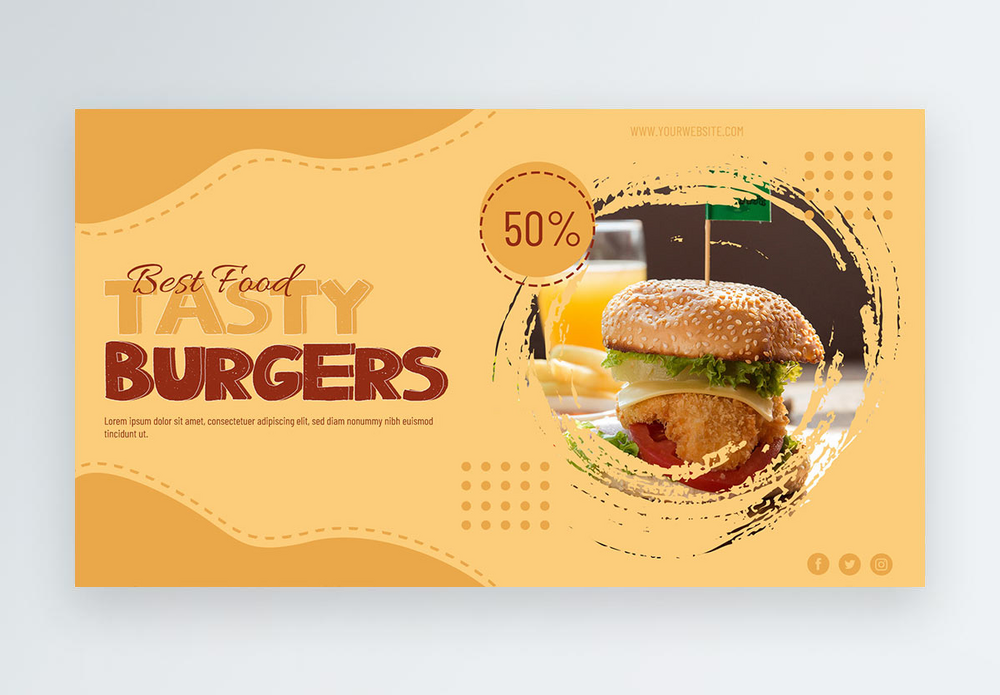 WWW.YOURWEBSITE.COM
50%
Best Food
TASTY
BURGERS
Lorem ipsum dolor sit amet, consectetuer adipiscing elit, sed diam nonummy nibh euismod
tincidunt ut.